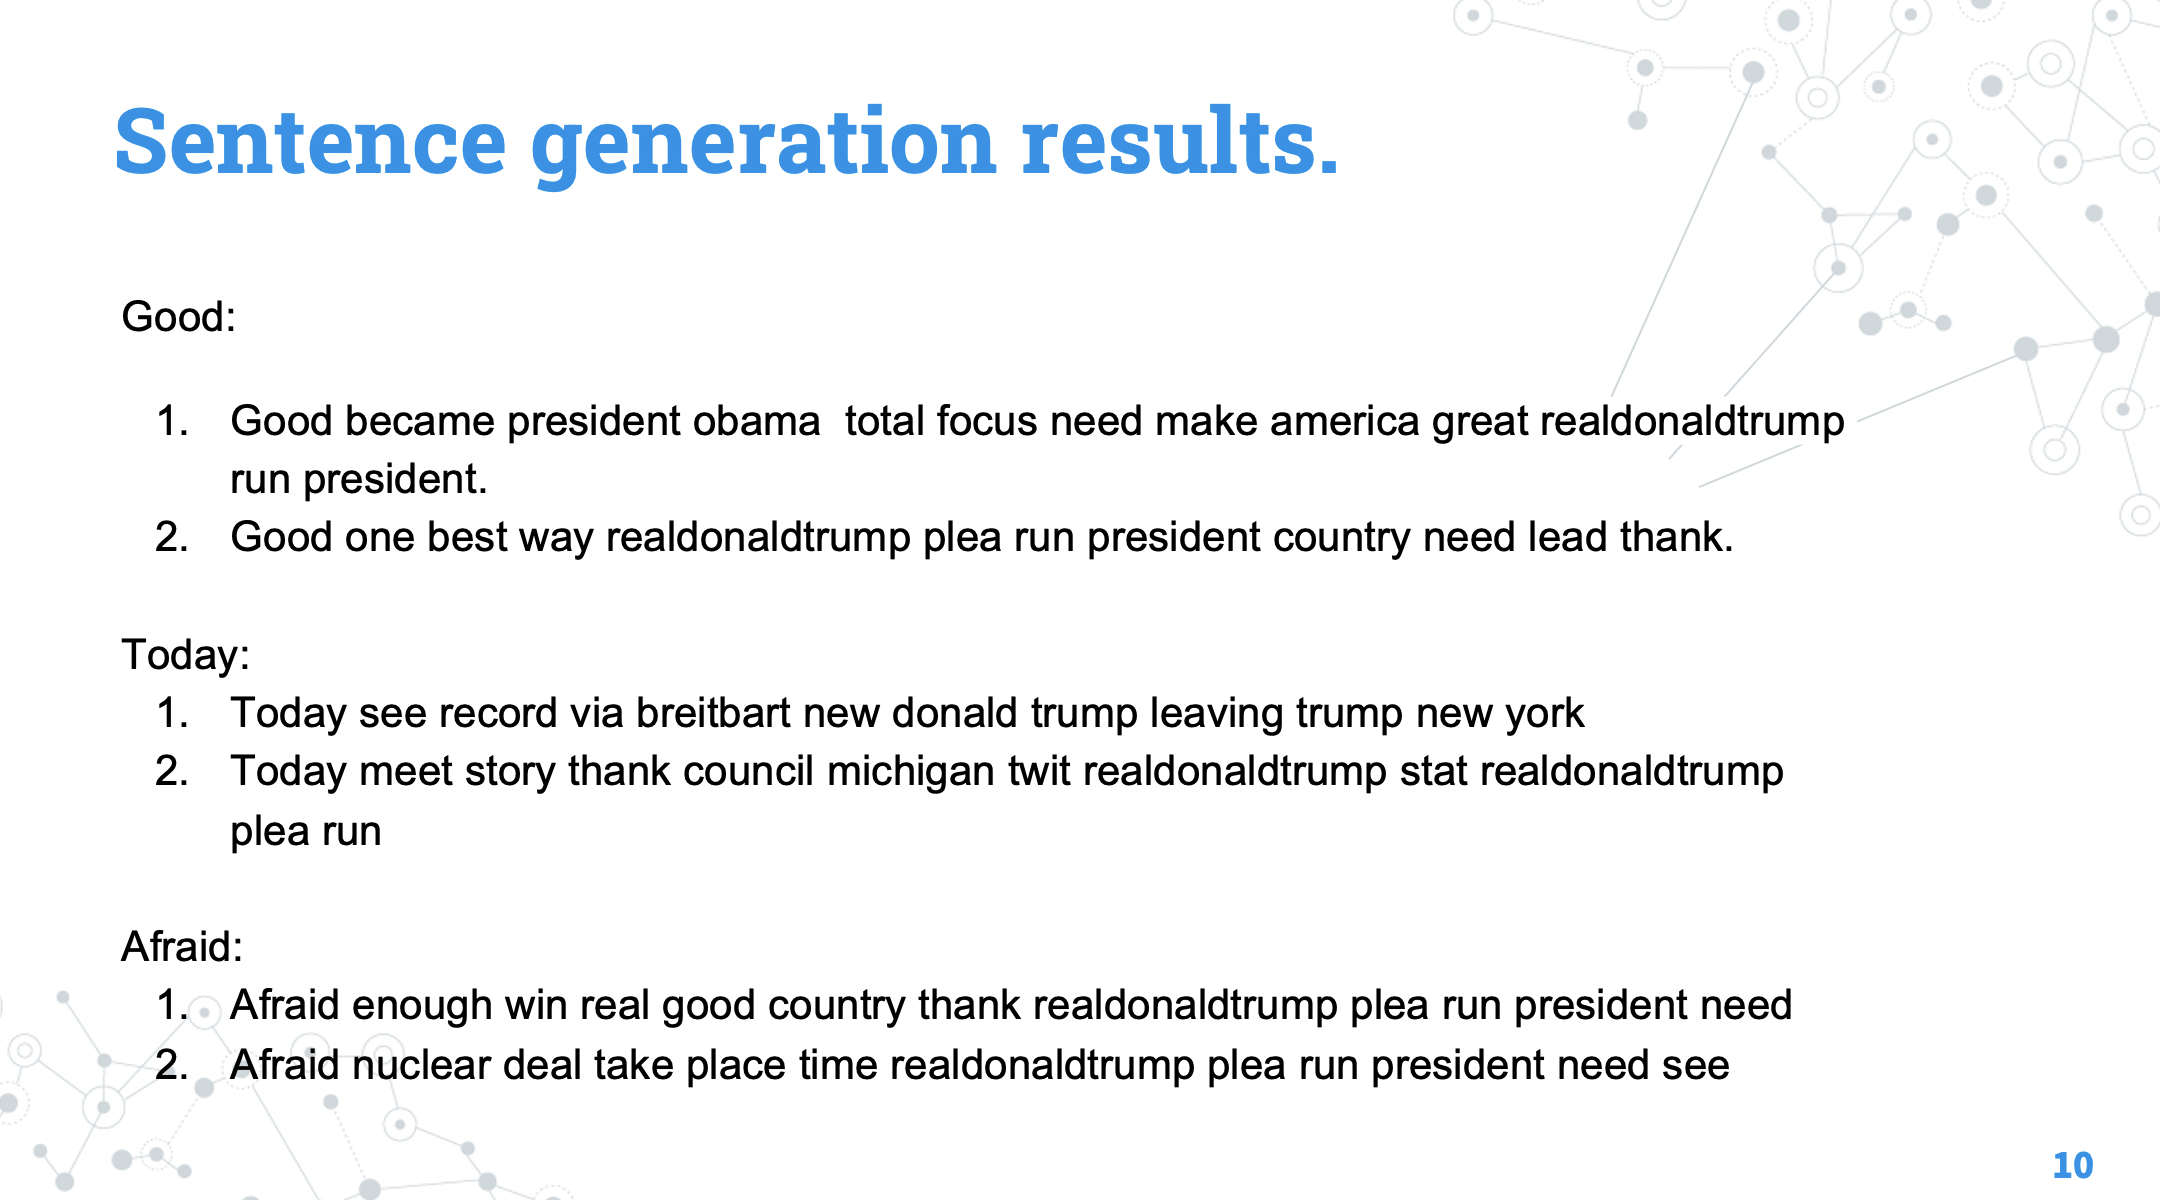 Sentence generation results.
Good:
1. Good became president obama  total focus need make america great realdonaldtrump
run president.
2. Good one best way realdonaldtrump plea run president country need lead thank.
Today:
1. Today see record via breitbart new donald trump leaving trump new york
2. Today meet story thank council michigan twit realdonaldtrump stat realdonaldtrump
plea run
Afraid:
1. Afraid enough win real good country thank realdonaldtrump plea run president need
2. Afraid nuclear deal take place time realdonaldtrump plea run president need see
10